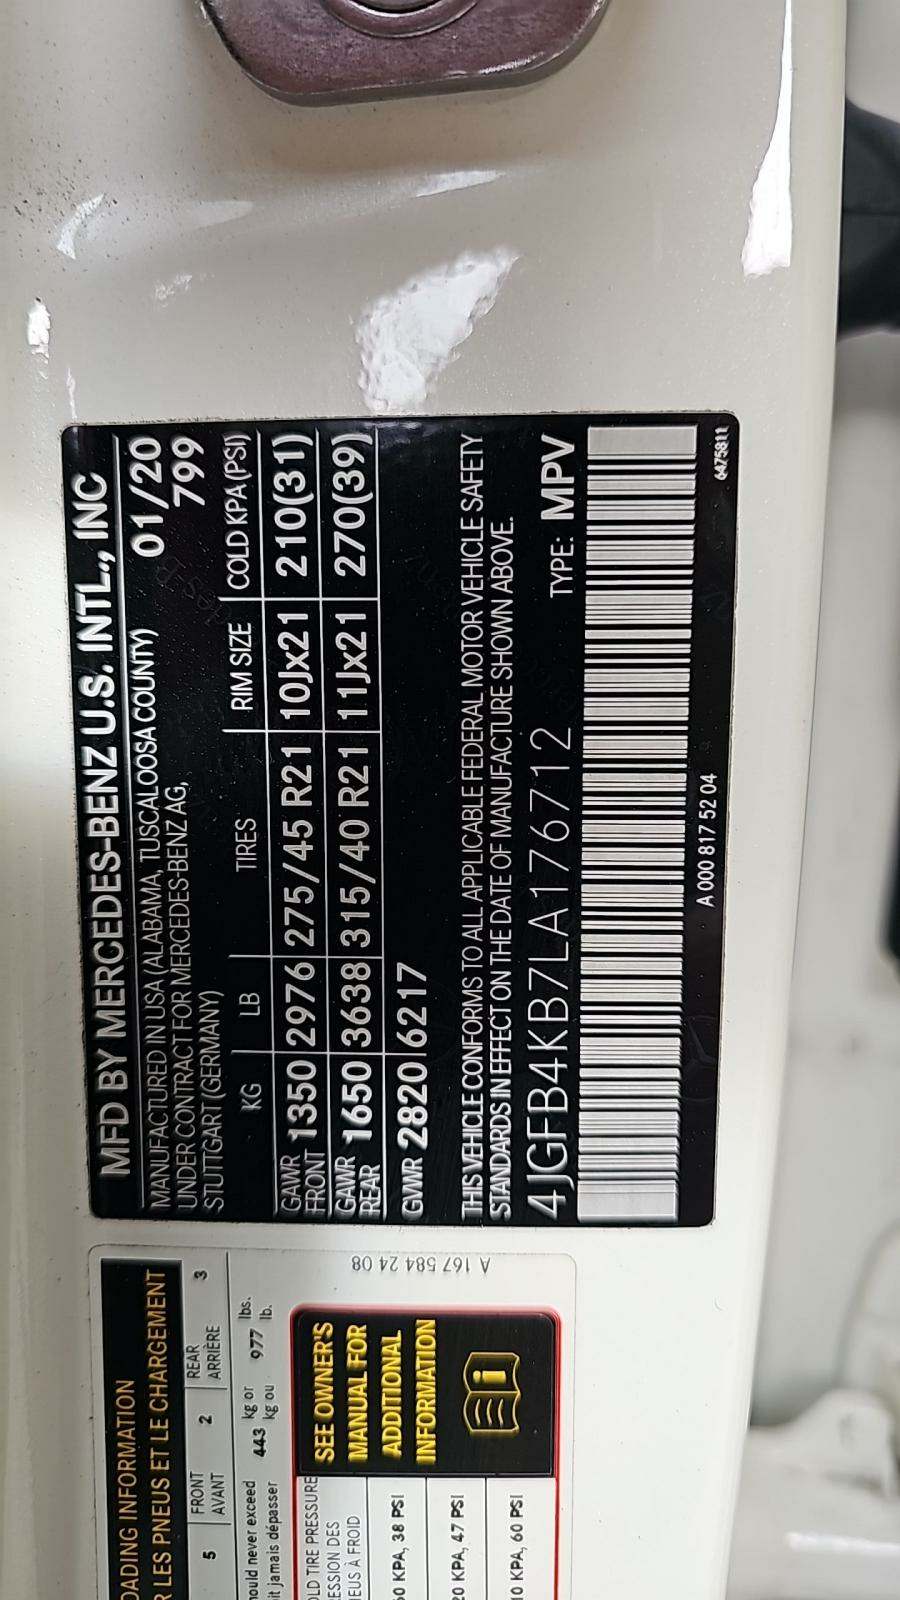 MFD BY MERCEDES-BENZ U.S. INTL., INC
MANUFACTURED IN USA (ALABAMA, TUSCALOOSA COUNTY) 01/20
UNDER CONTRACT FOR MERCEDES-BENZ AG, 799
STUTTGART (GERMANY)
KG LB TIRES RIM SIZE COLD KPA (PSI)
GAWR FRONT 1350 2976 275/45 R21 10Jx21 210(31)
GAWR REAR 1650 3638 315/40 R21 11Jx21 270(39)
GVWR 2820 6217
THIS VEHICLE CONFORMS TO ALL APPLICABLE FEDERAL MOTOR VEHICLE SAFETY
STANDARDS IN EFFECT ON THE DATE OF MANUFACTURE SHOWN ABOVE.
4JGFB4KB7LA176712 TYPE: MPV
A 000 817 52 04 6475811
A 167 584 24 08
OADING INFORMATION
R LES PNEUS ET LE CHARGEMENT
5 FRONT AVANT 2 REAR ARRIÈRE 3
hould never exceed 443 kg or 977 lbs.
it jamais dépasser kg ou lb.
OLD TIRE PRESSURE
ESSION DES
NEUS À FROID
60 KPA, 38 PSI
20 KPA, 47 PSI
10 KPA, 60 PSI
SEE OWNER'S
MANUAL FOR
ADDITIONAL
INFORMATION